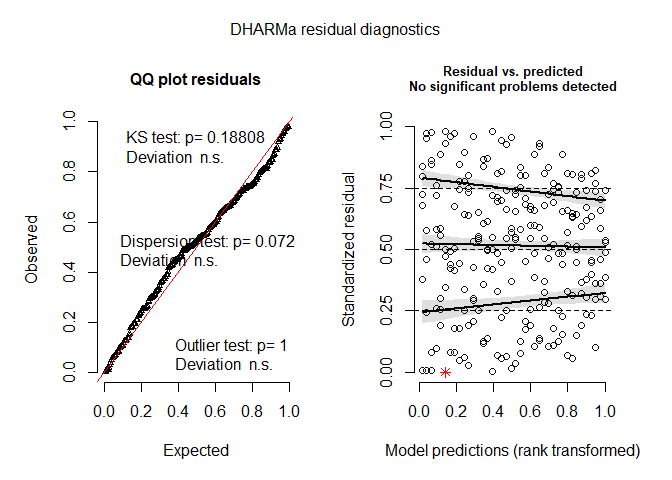 DHARMa residual diagnostics
QQ plot residuals
KS test: p= 0.18808
Deviation n.s.
Dispersion test: p= 0.072
Deviation n.s.
Outlier test: p= 1
Deviation n.s.
Observed
0.0 0.2 0.4 0.6 0.8 1.0
0.0 0.2 0.4 0.6 0.8 1.0
Expected
Residual vs. predicted
No significant problems detected
Standardized residual
0.00 0.25 0.50 0.75 1.00
0.0 0.2 0.4 0.6 0.8 1.0
Model predictions (rank transformed)